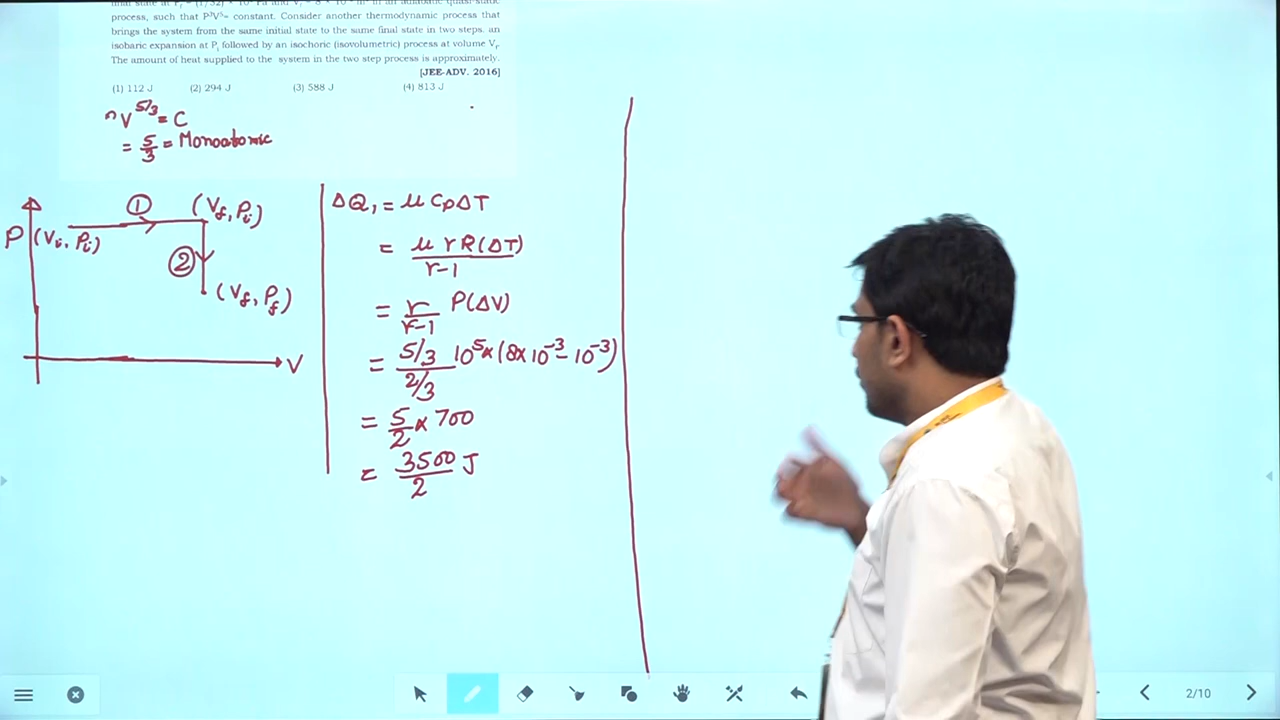 final state at P_f = (1/32) × 10^5 Pa and V_f = 8 × 10^-3 m^3 in an adiabatic quasi-static
process, such that P^3V^5= constant. Consider another thermodynamic process that
brings the system from the same initial state to the same final state in two steps. an
isobaric expansion at P_i followed by an isochoric (isovolumetric) process at volume V_f.
The amount of heat supplied to the system in the two step process is approximately.
[JEE-ADV. 2016]
(1) 112 J (2) 294 J (3) 588 J (4) 813 J
V^5/3 = C
= 5/3 = Monoatomic
P
(V_i, P_i)
①
(V_f, P_i)
②
(V_f, P_f)
V
ΔQ_1 = μ C_P ΔT
= μ r R(ΔT)/r-1
= r/r-1 P(ΔV)
= 5/3/2/3 10^5 × (8×10^-3 - 10^-3)
= 5/2 × 700
= 3500/2 J
2/10